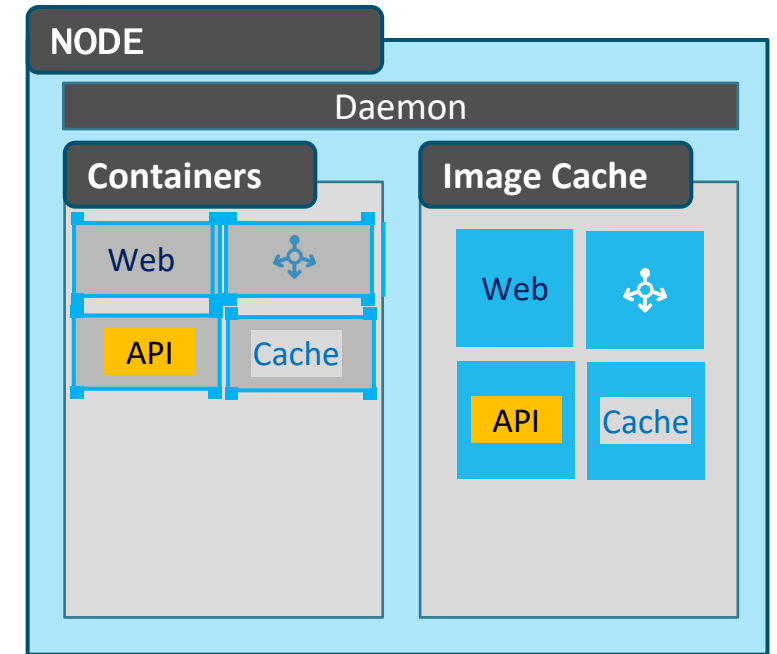 NODE
Daemon
Containers
Image Cache
Web
API
Cache
Web
API
Cache